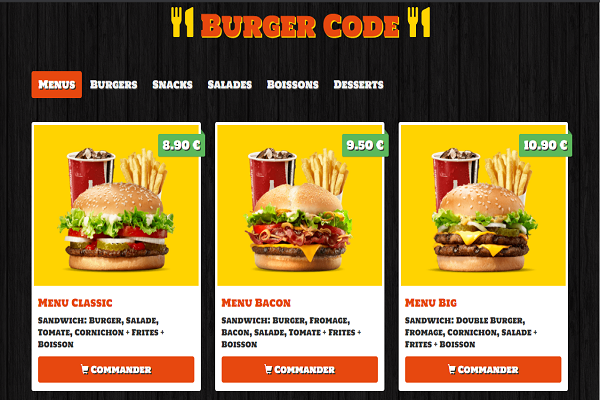 Burger Code
Menus Burgers Snacks Salades Boissons Desserts
8.90 €
9.50 €
10.90 €
Menu Classic
Sandwich: Burger, Salade,
Tomate, Cornichon + Frites +
Boisson
Commander
Menu Bacon
Sandwich: Burger, Fromage,
Bacon, Salade, Tomate + Frites +
Boisson
Commander
Menu Big
Sandwich: Double Burger,
Fromage, Cornichon, Salade +
Frites + Boisson
Commander